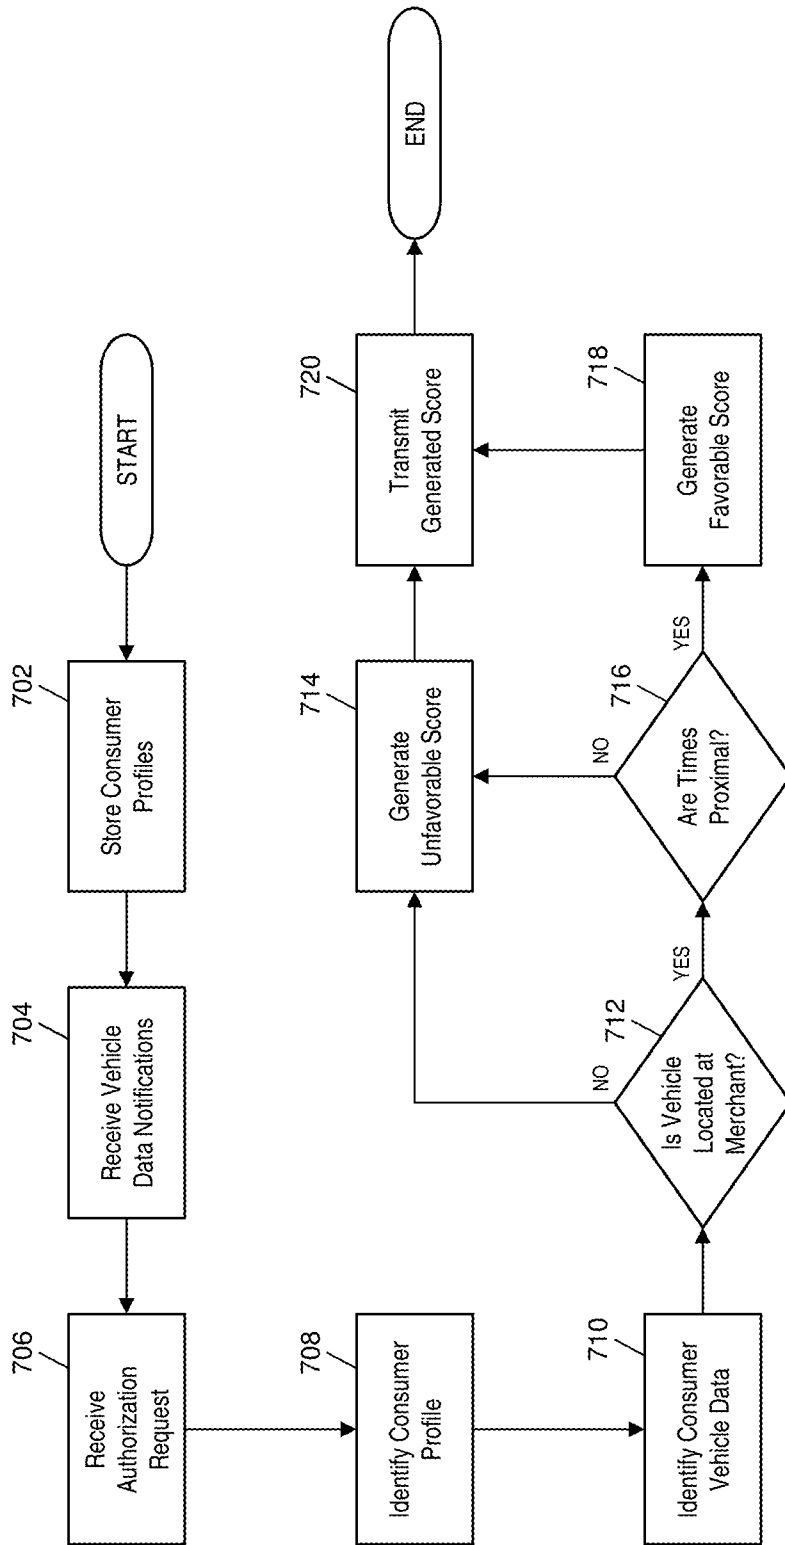 START
702
Store Consumer
Profiles
704
Receive Vehicle
Data Notifications
706
Receive
Authorization
Request
708
Identify Consumer
Profile
710
Identify Consumer
Vehicle Data
712
Is Vehicle
Located at
Merchant?
NO
YES
714
Generate
Unfavorable Score
716
Are Times
Proximal?
NO
YES
718
Generate
Favorable Score
720
Transmit
Generated Score
END